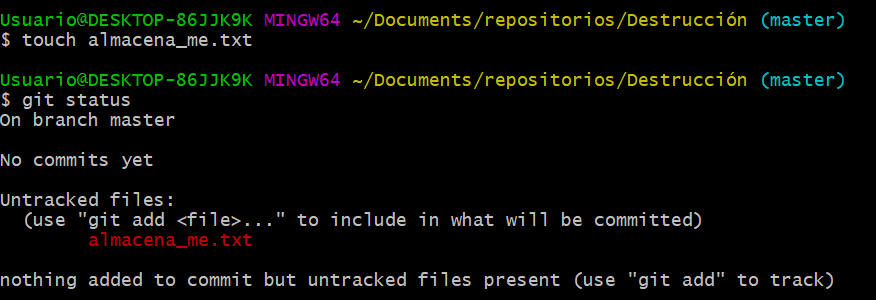 Usuario@DESKTOP-86JJK9K MINGW64 ~/Documents/repositorios/Destrucción (master)
$ touch almacena_me.txt
Usuario@DESKTOP-86JJK9K MINGW64 ~/Documents/repositorios/Destrucción (master)
$ git status
On branch master
No commits yet
Untracked files:
(use "git add <file>..." to include in what will be committed)
almacena_me.txt
nothing added to commit but untracked files present (use "git add" to track)